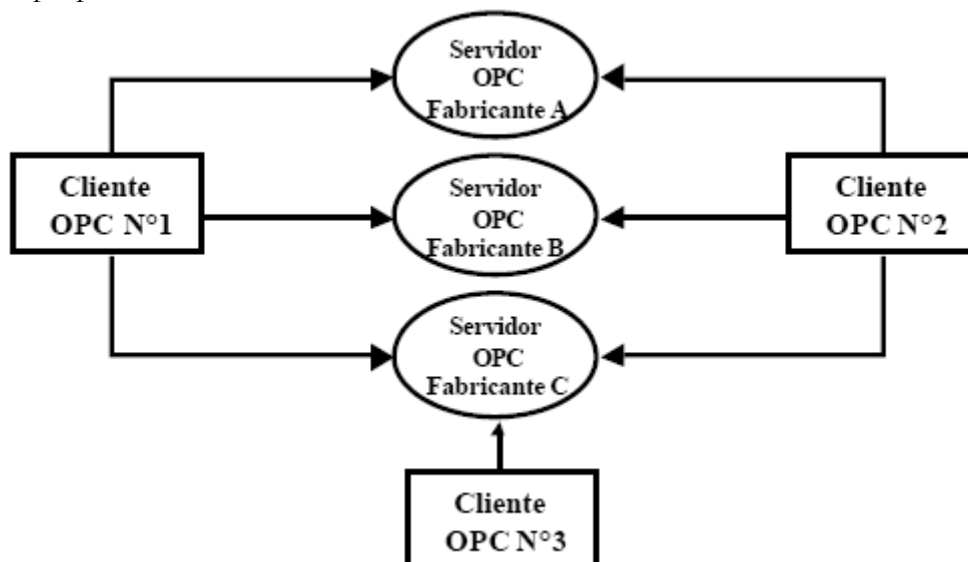 Servidor
OPC
Fabricante A
Cliente
OPC N°1
Servidor
OPC
Fabricante B
Cliente
OPC N°2
Servidor
OPC
Fabricante C
Cliente
OPC N°3